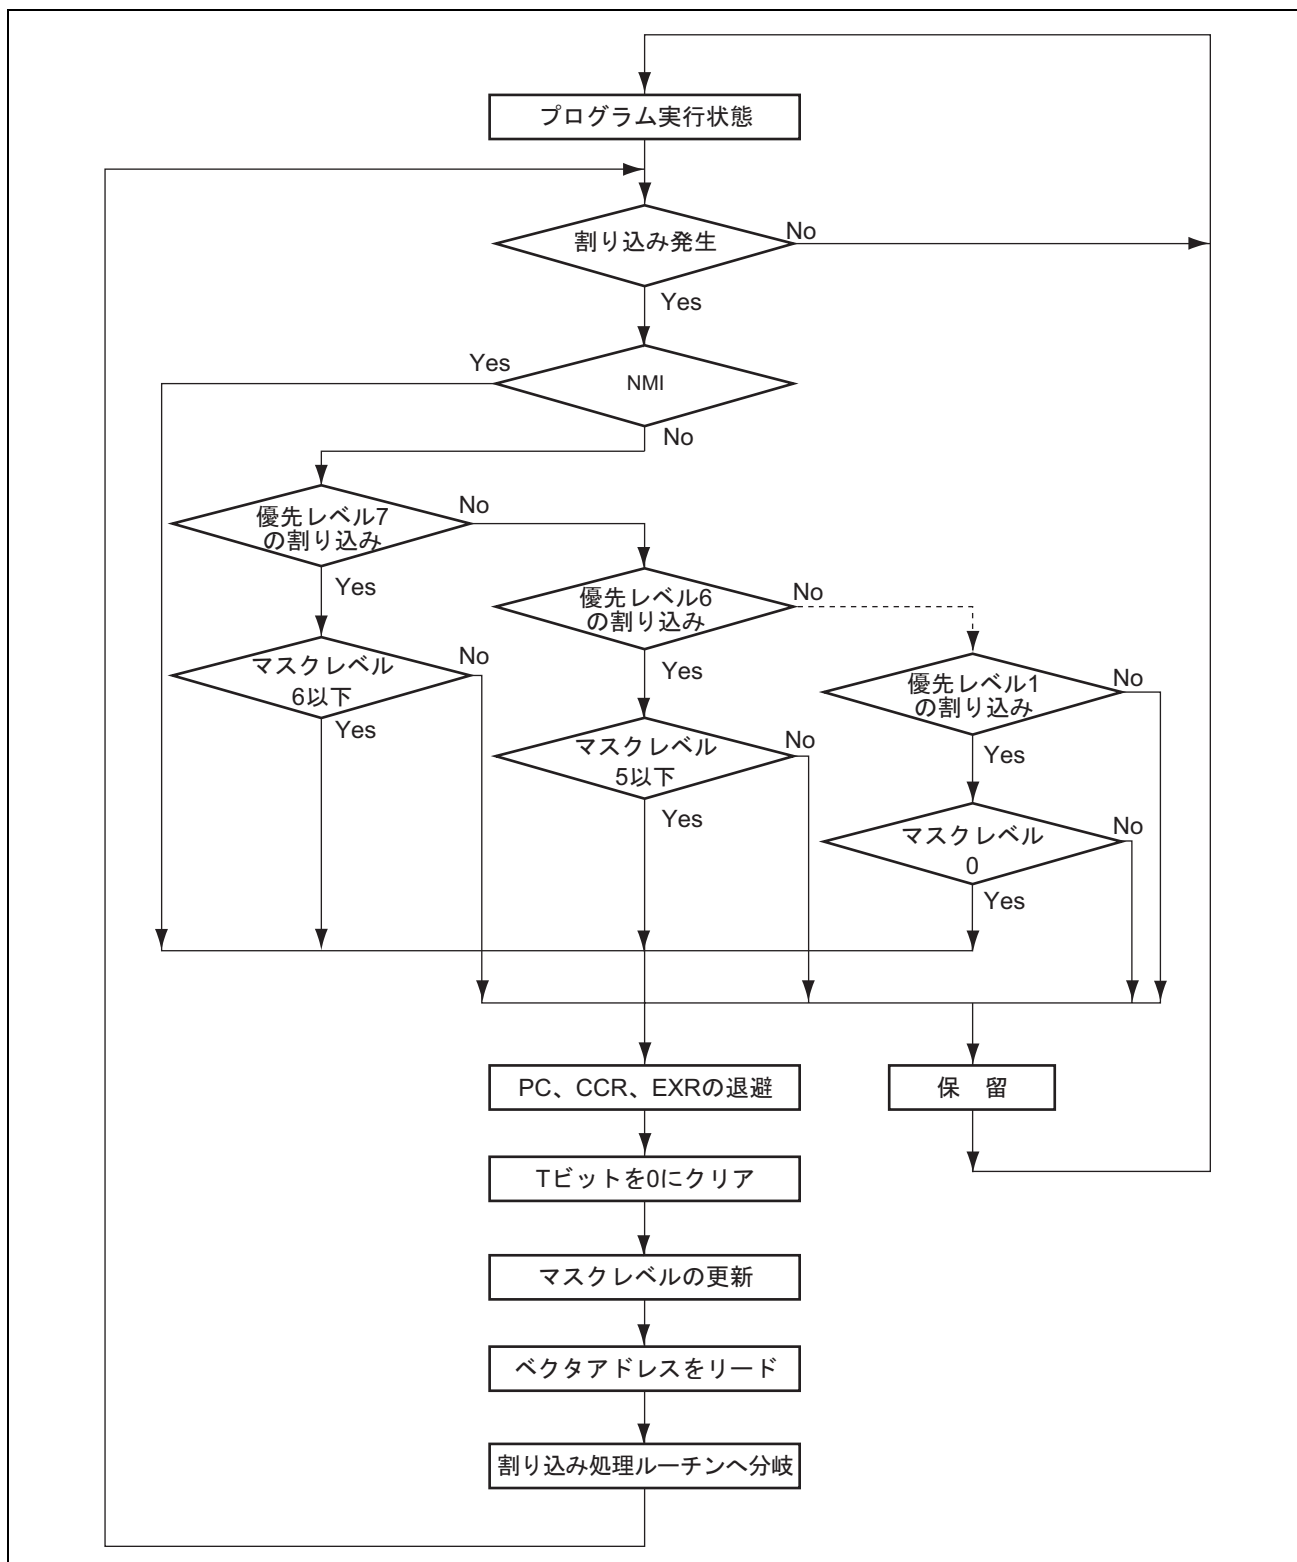 プログラム実行状態
割り込み発生
No
Yes
Yes
NMI
No
優先レベル7
の割り込み
No
Yes
優先レベル6
の割り込み
No
Yes
マスクレベル
6以下
No
Yes
優先レベル1
の割り込み
No
Yes
マスクレベル
5以下
No
Yes
マスクレベル
0
No
Yes
PC、CCR、EXRの退避
保 留
Tビットを0にクリア
マスクレベルの更新
ベクタアドレスをリード
割り込み処理ルーチンへ分岐